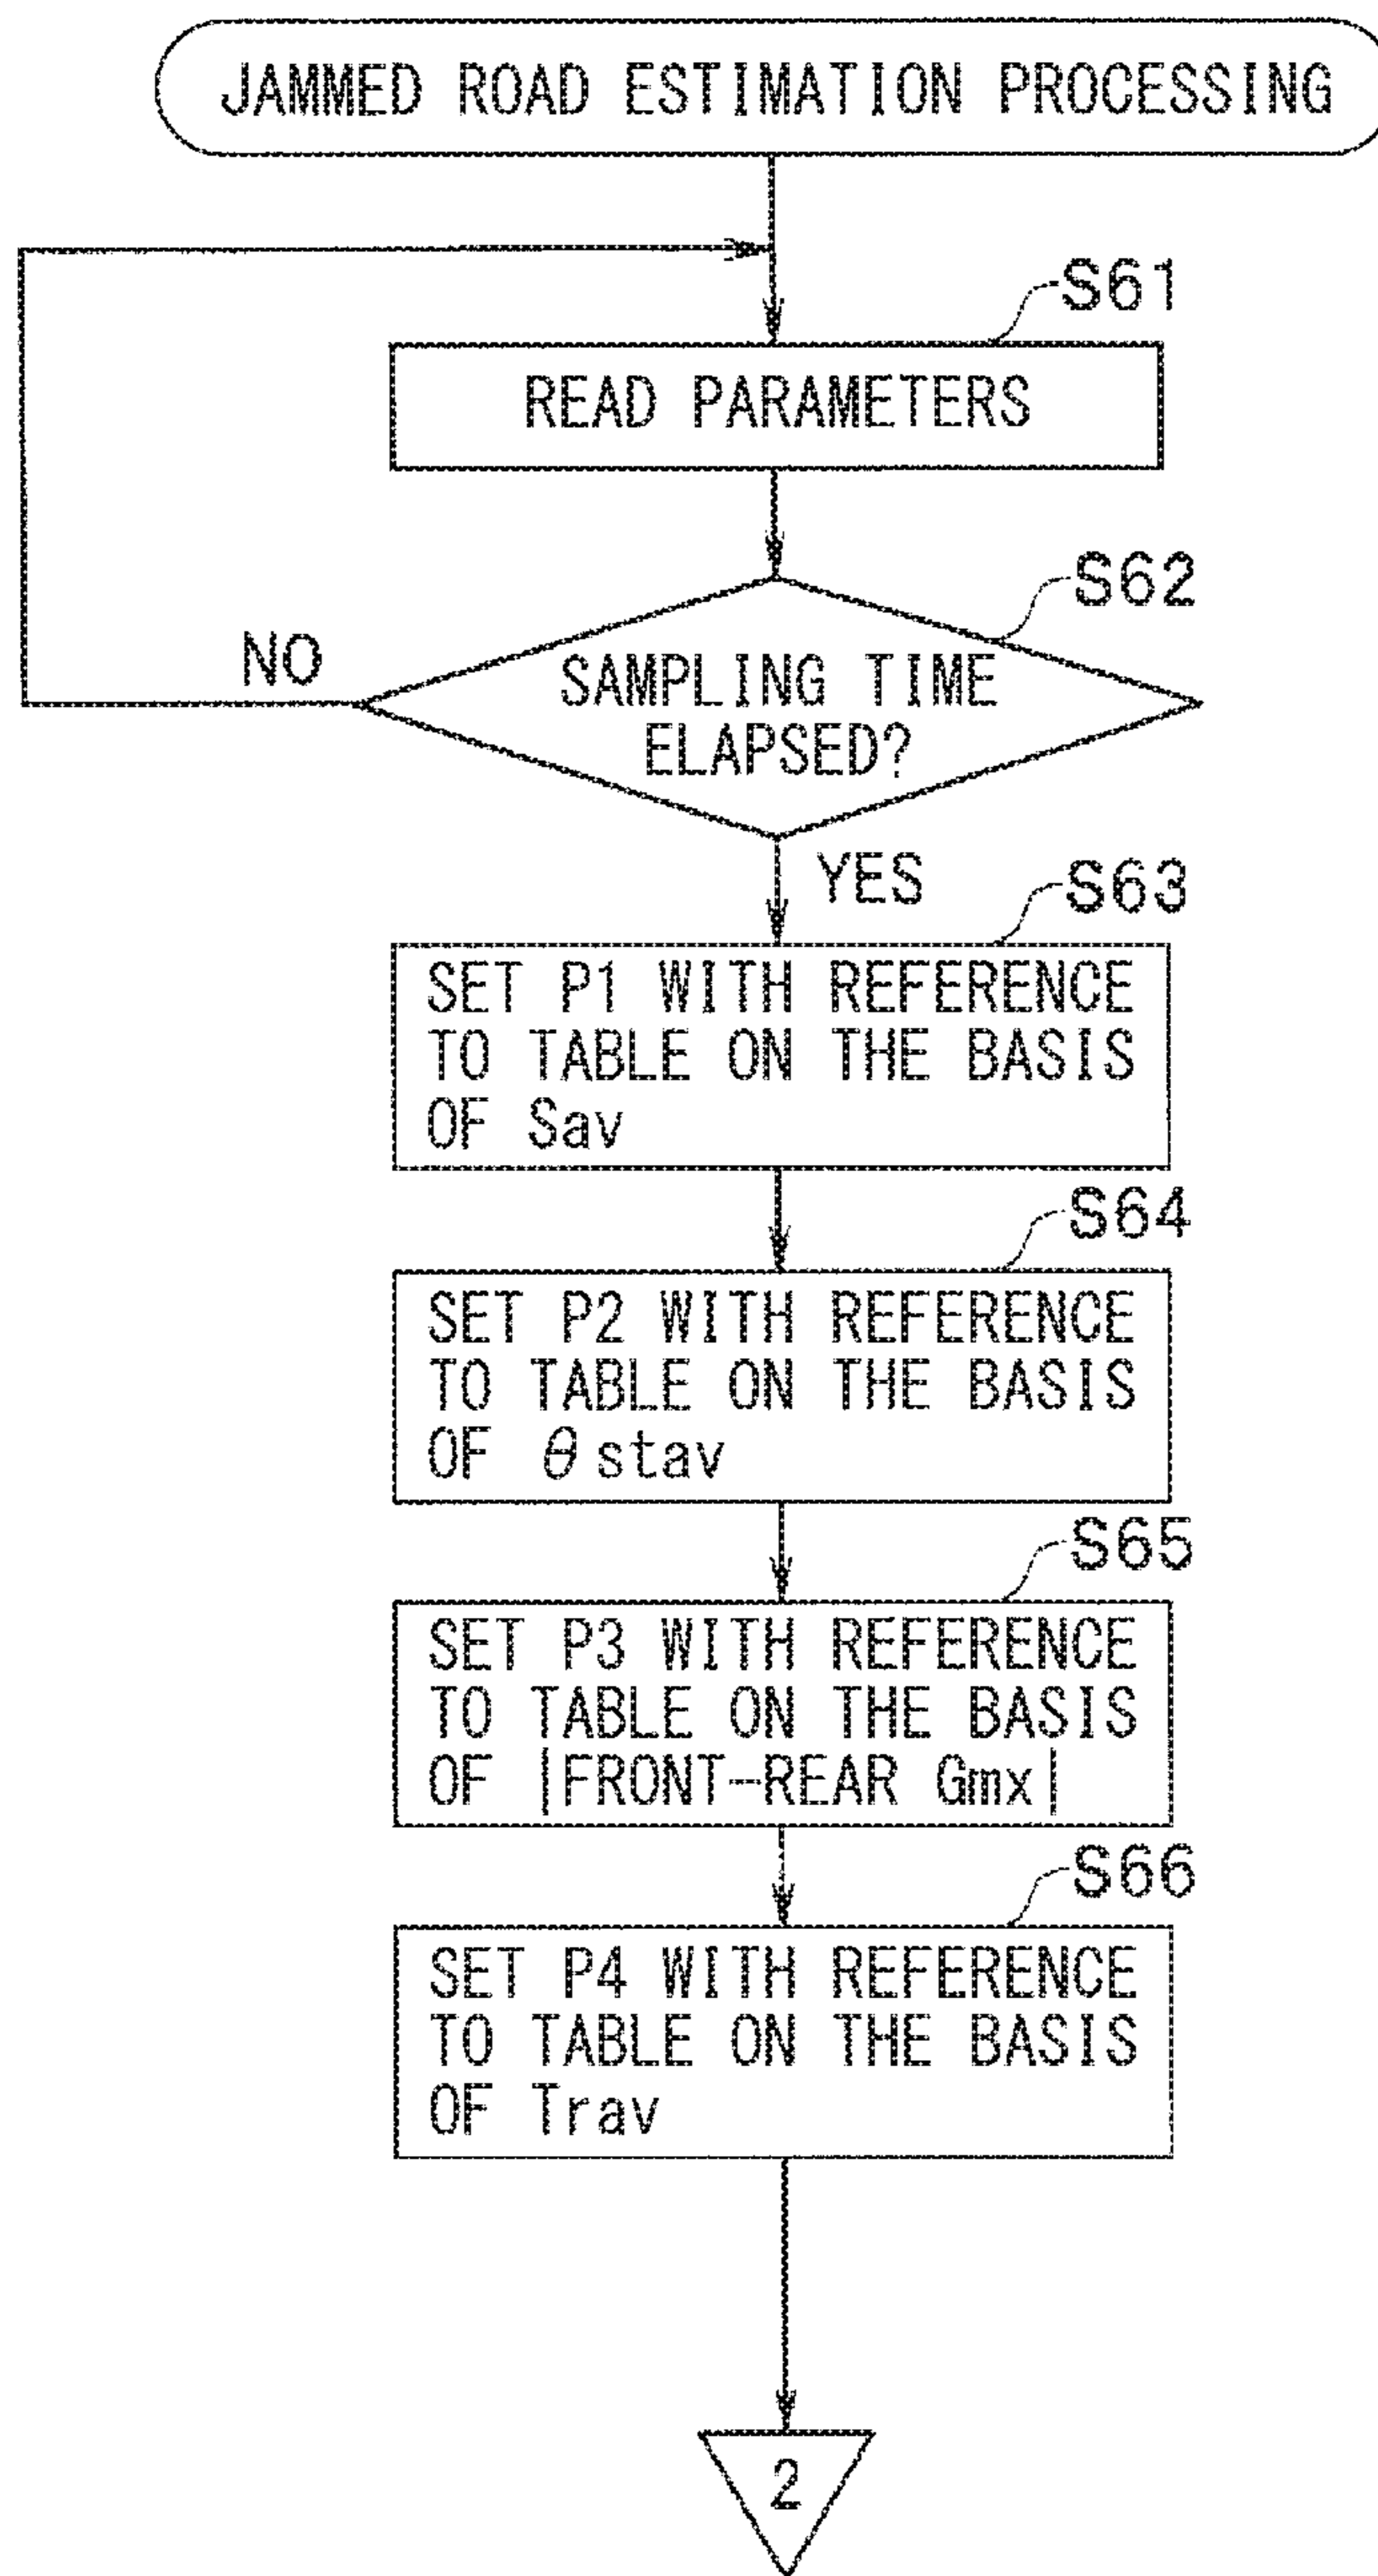 JAMMED ROAD ESTIMATION PROCESSING
S61
READ PARAMETERS
S62
NO
SAMPLING TIME
ELAPSED?
YES
S63
SET P1 WITH REFERENCE
TO TABLE ON THE BASIS
OF Sav
S64
SET P2 WITH REFERENCE
TO TABLE ON THE BASIS
OF θstav
S65
SET P3 WITH REFERENCE
TO TABLE ON THE BASIS
OF |FRONT-REAR Gmx|
S66
SET P4 WITH REFERENCE
TO TABLE ON THE BASIS
OF Trav
2